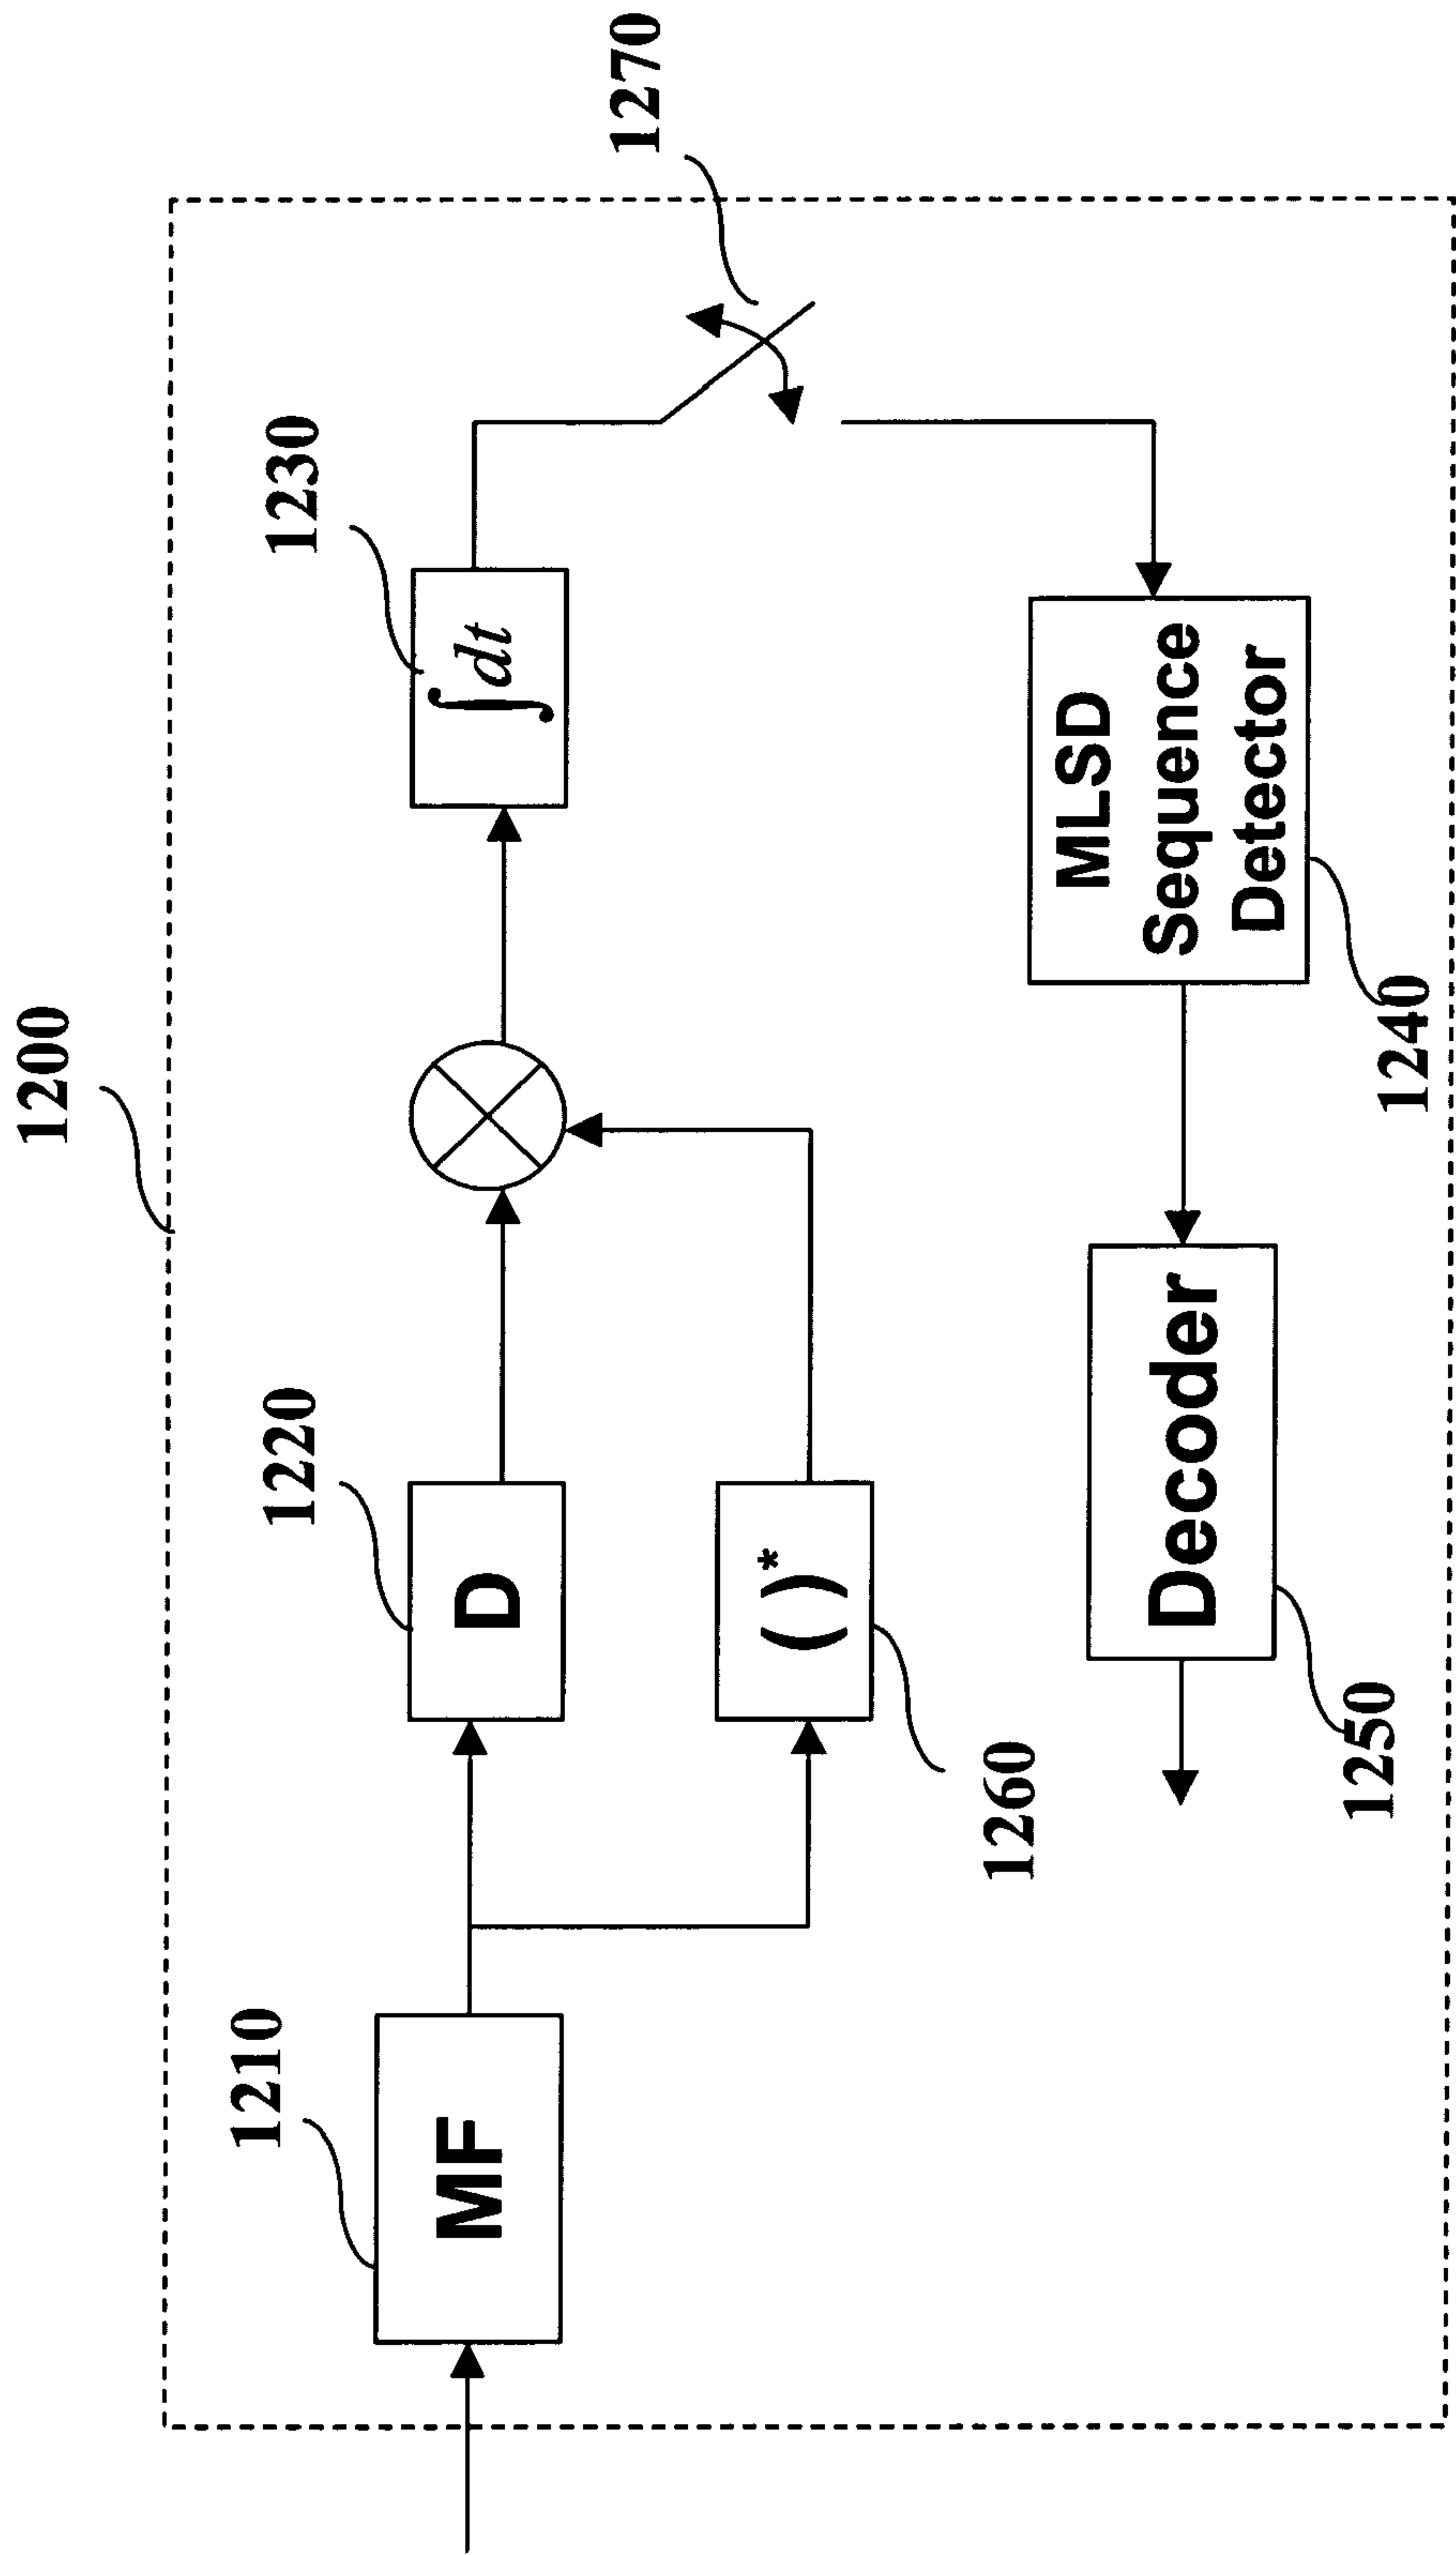 1200
1210
MF
1220
D
1260
( )*
1230
∫dt
1270
MLSD
Sequence
Detector
1240
Decoder
1250